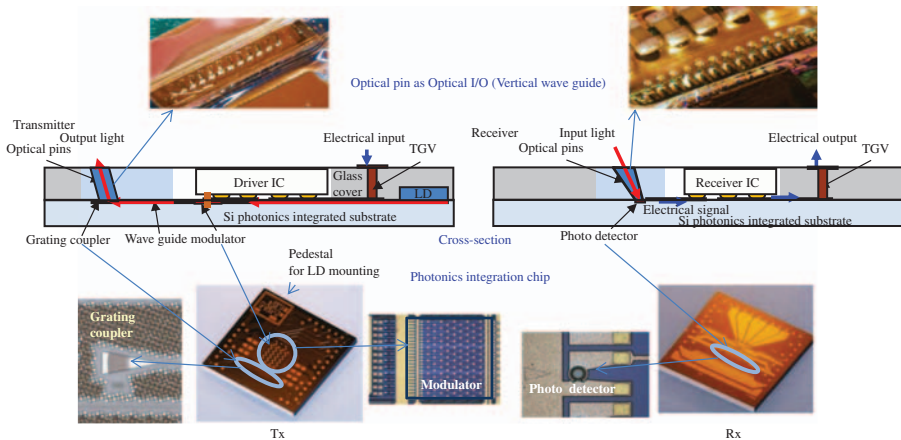 Optical pin as Optical I/O (Vertical wave guide)
Transmitter
Output light
Optical pins
Electrical input
TGV
Driver IC
Glass
cover
LD
Si photonics integrated substrate
Grating coupler
Wave guide modulator
Receiver
Input light
Optical pins
Electrical output
TGV
Receiver IC
Electrical signal
Si photonics integrated substrate
Photo detector
Cross-section
Pedestal
for LD mounting
Photonics integration chip
Grating
coupler
Modulator
Photo detector
Tx
Rx